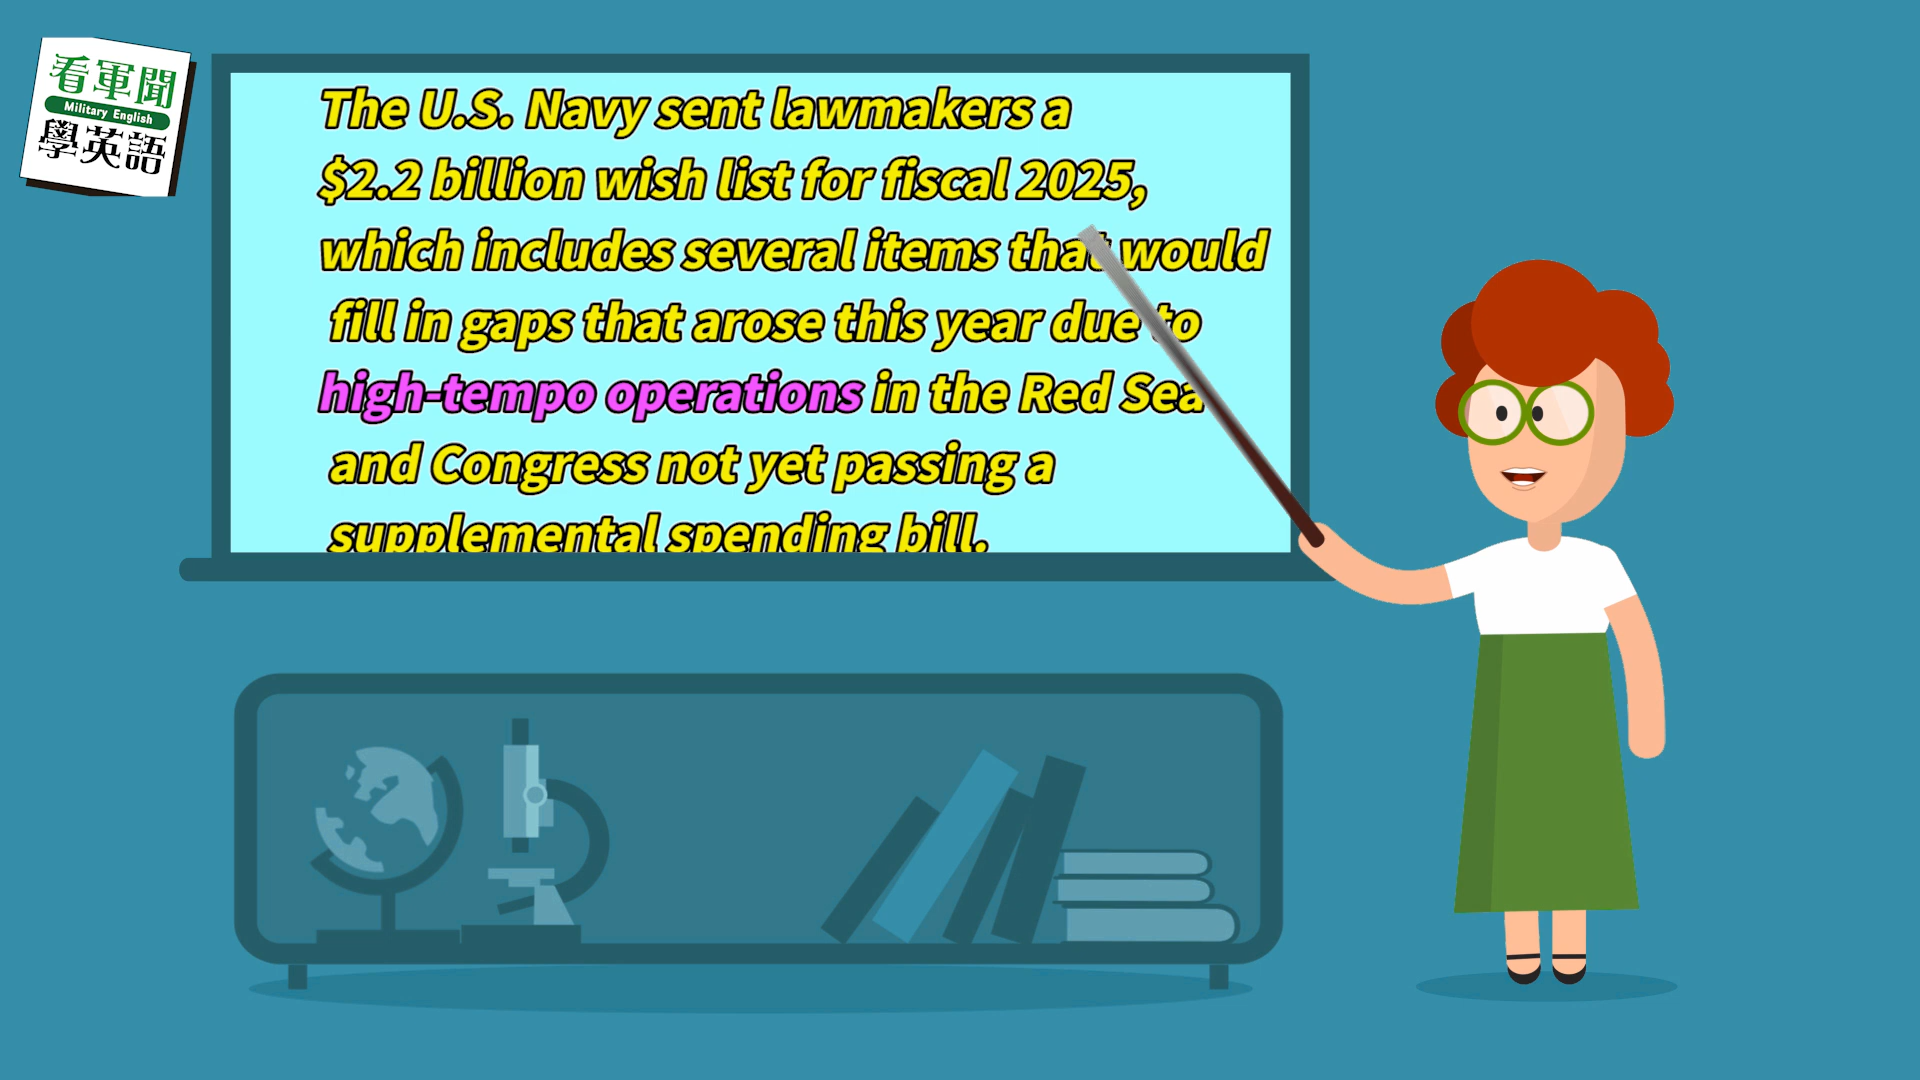 看軍聞
Military English
學英語
The U.S. Navy sent lawmakers a
$2.2 billion wish list for fiscal 2025,
which includes several items that would
fill in gaps that arose this year due to
high-tempo operations in the Red Sea
and Congress not yet passing a
supplemental spending bill.